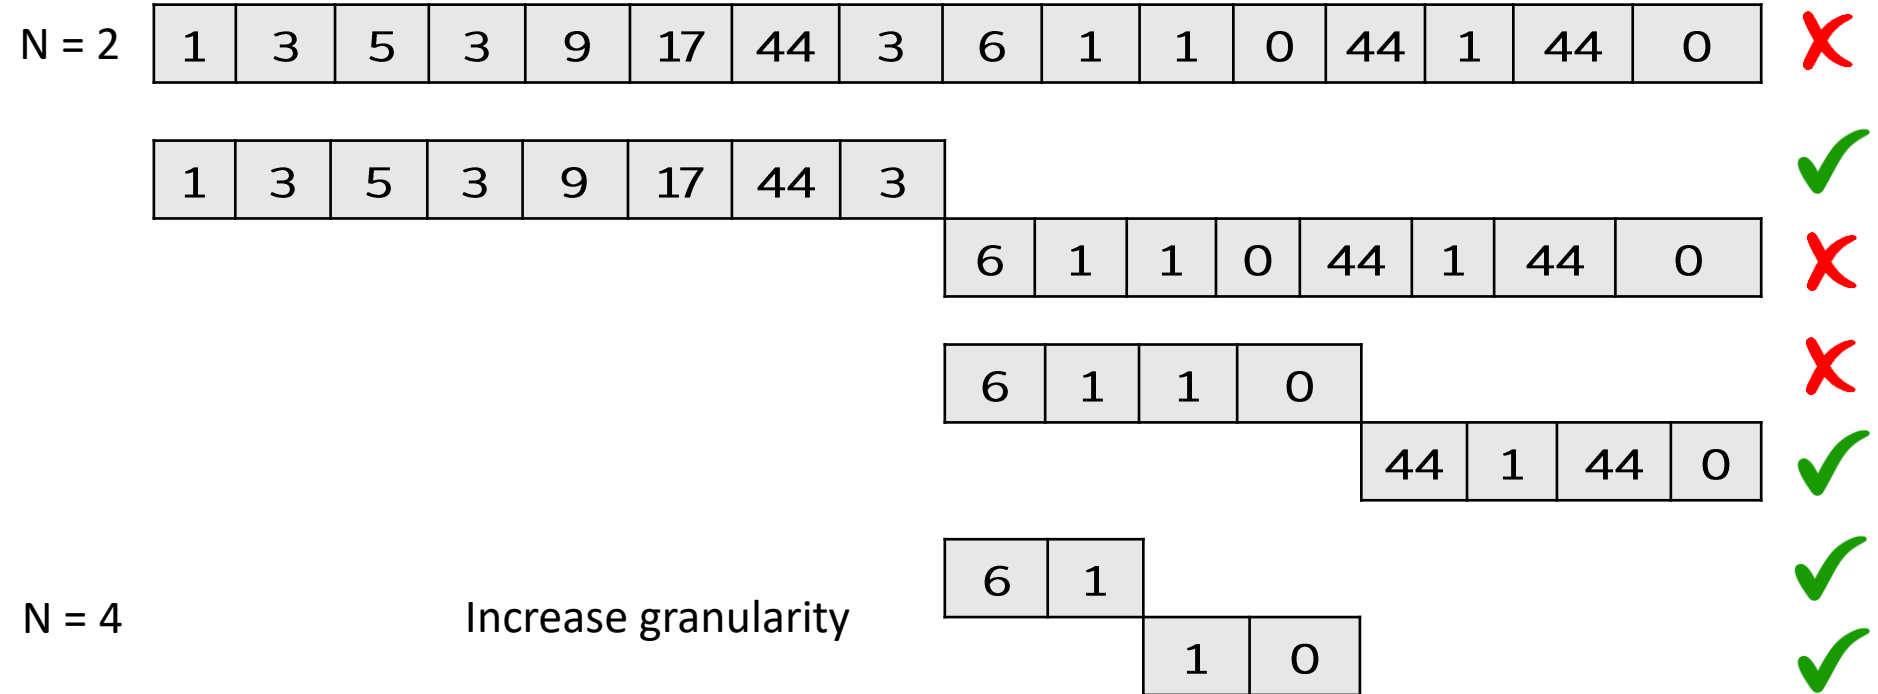 N = 2 1 3 5 3 9 17 44 3 6 1 1 0 44 1 44 0
1 3 5 3 9 17 44 3
6 1 1 0 44 1 44 0
6 1 1 0
44 1 44 0
6 1
N = 4 Increase granularity
1 0